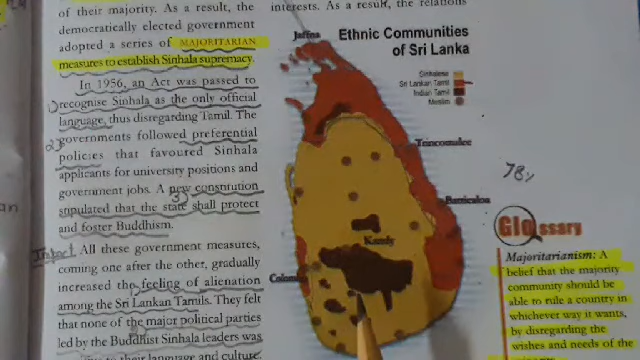 of their majority. As a result, the
democratically elected government
adopted a series of MAJORITARIAN
measures to establish Sinhala supremacy.
In 1956, an Act was passed to
recognise Sinhala as the only official
language, thus disregarding Tamil. The
governments followed preferential
policies that favoured Sinhala
applicants for university positions and
government jobs. A new constitution
stipulated that the state shall protect
and foster Buddhism.
Impact All these government measures,
coming one after the other, gradually
increased the feeling of alienation
among the Sri Lankan Tamils. They felt
that none of the major political parties
led by the Buddhist Sinhala leaders was
to their language and culture.
interests. As a result, the relations
Ethnic Communities
of Sri Lanka
Sinhalese
Sri Lankan Tamil
Indian Tamil
Muslim
Jaffna
Trincomalee
Batticaloa
Kandy
Colombo
Glossary
Majoritarianism: A
belief that the majority
community should be
able to rule a country in
whichever way it wants,
by disregarding the
wishes and needs of the